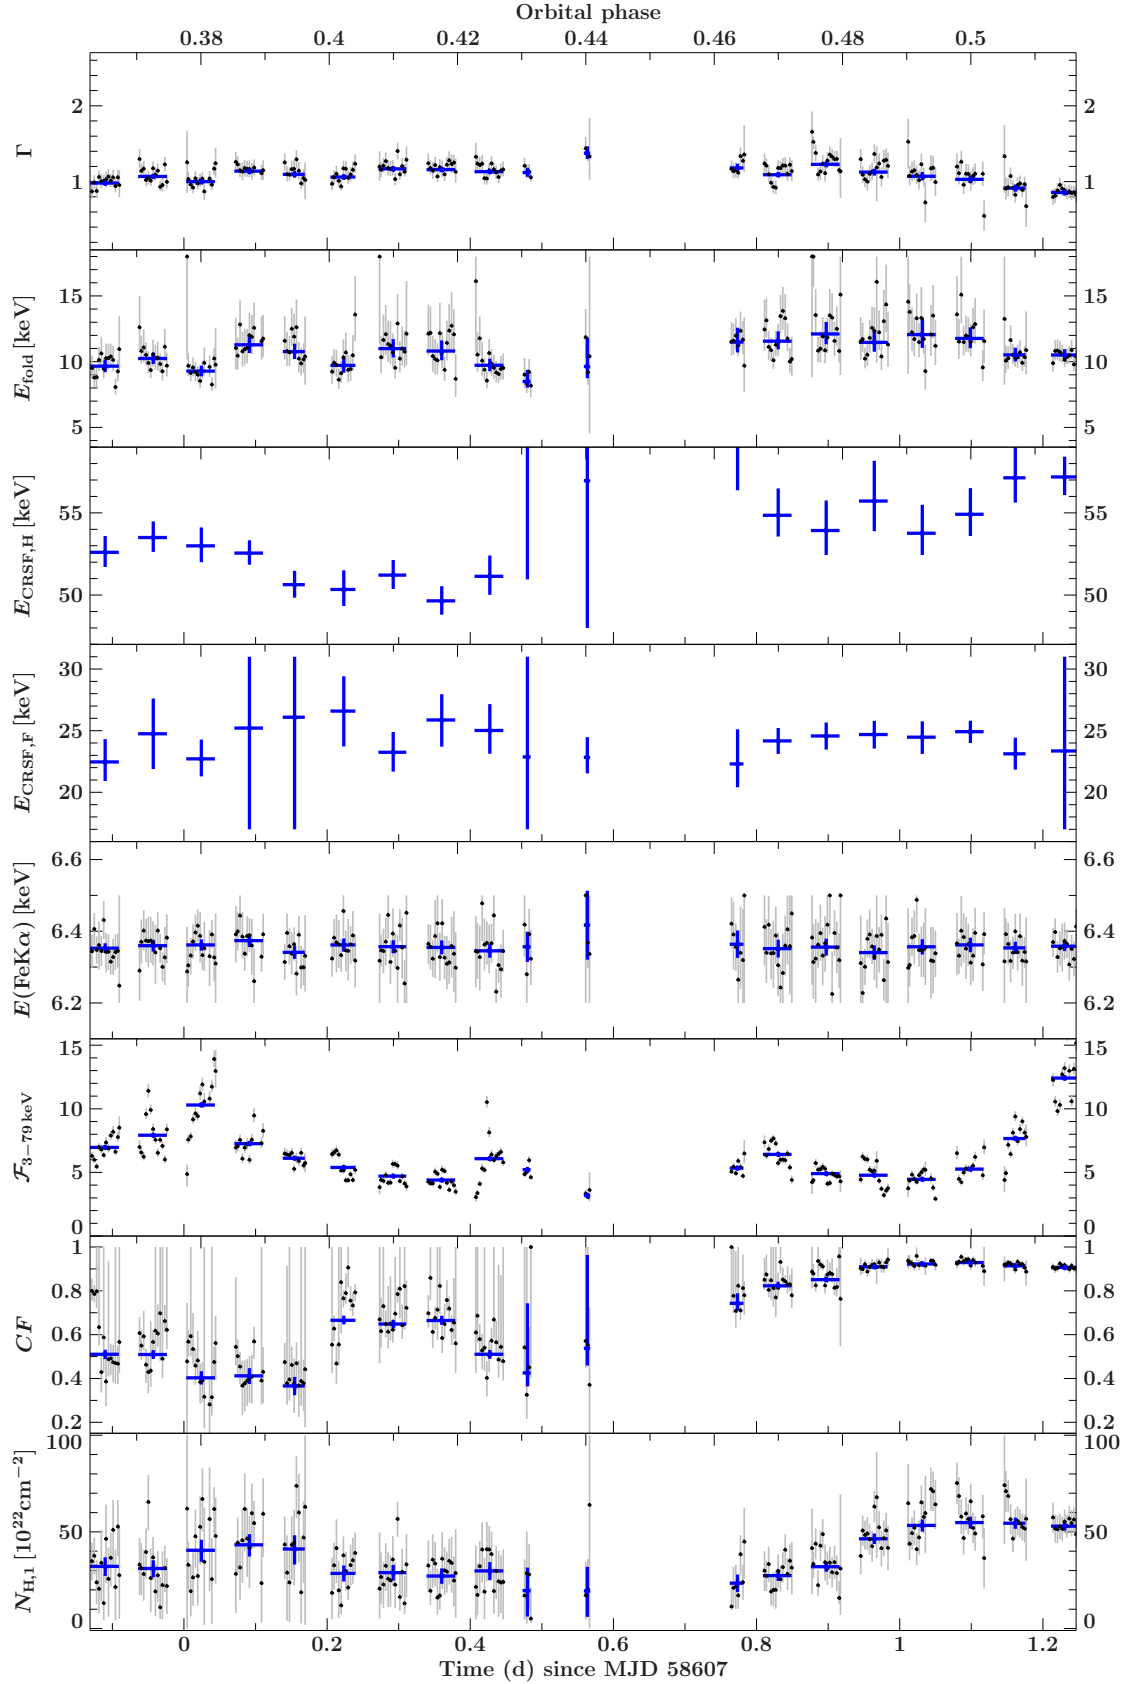 Orbital phase
0.38 0.4 0.42 0.44 0.46 0.48 0.5
Γ
2 1
2 1
E_fold [keV]
15 10 5
15 10 5
E_CRSF,H [keV]
55 50
55 50
E_CRSF,F [keV]
30 25 20
30 25 20
E(FeKα) [keV]
6.6 6.4 6.2
6.6 6.4 6.2
ℱ_3−79 keV
15 10 5 0
15 10 5 0
CF
1 0.8 0.6 0.4 0.2
1 0.8 0.6 0.4 0.2
N_H,1 [10²²cm⁻²]
100 50 0
100 50 0
0 0.2 0.4 0.6 0.8 1 1.2
Time (d) since MJD 58607